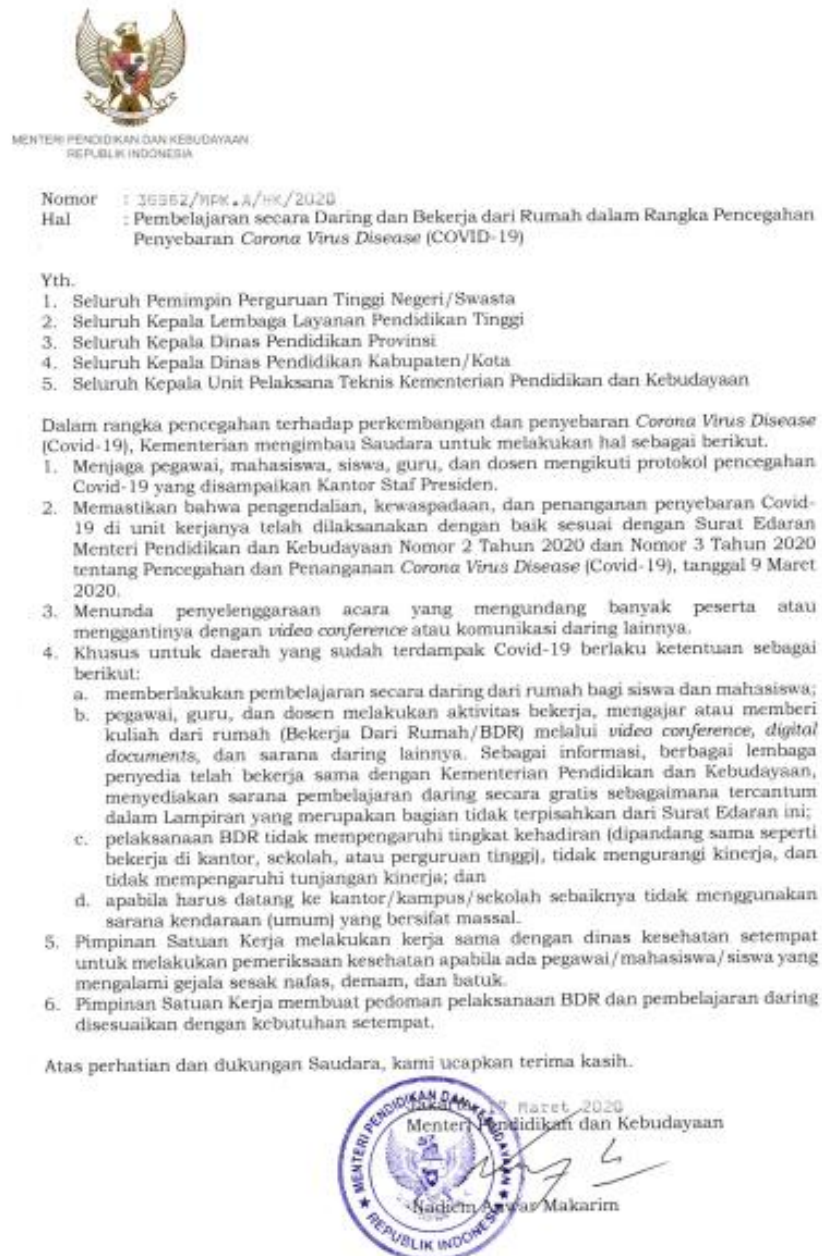 MENTERI PENDIDIKAN DAN KEBUDAYAAN
REPUBLIK INDONESIA
Nomor : 36962/MPK.A/HK/2020
Hal : Pembelajaran secara Daring dan Bekerja dari Rumah dalam Rangka Pencegahan
Penyebaran Corona Virus Disease (COVID-19)
Yth.
1. Seluruh Pemimpin Perguruan Tinggi Negeri/Swasta
2. Seluruh Kepala Lembaga Layanan Pendidikan Tinggi
3. Seluruh Kepala Dinas Pendidikan Provinsi
4. Seluruh Kepala Dinas Pendidikan Kabupaten/Kota
5. Seluruh Kepala Unit Pelaksana Teknis Kementerian Pendidikan dan Kebudayaan
Dalam rangka pencegahan terhadap perkembangan dan penyebaran Corona Virus Disease
(Covid-19), Kementerian mengimbau Saudara untuk melakukan hal sebagai berikut.
1. Menjaga pegawai, mahasiswa, siswa, guru, dan dosen mengikuti protokol pencegahan
Covid-19 yang disampaikan Kantor Staf Presiden.
2. Memastikan bahwa pengendalian, kewaspadaan, dan penanganan penyebaran Covid-
19 di unit kerjanya telah dilaksanakan dengan baik sesuai dengan Surat Edaran
Menteri Pendidikan dan Kebudayaan Nomor 2 Tahun 2020 dan Nomor 3 Tahun 2020
tentang Pencegahan dan Penanganan Corona Virus Disease (Covid-19), tanggal 9 Maret
2020.
3. Menunda penyelenggaraan acara yang mengundang banyak peserta atau
menggantinya dengan video conference atau komunikasi daring lainnya.
4. Khusus untuk daerah yang sudah terdampak Covid-19 berlaku ketentuan sebagai
berikut:
a. memberlakukan pembelajaran secara daring dari rumah bagi siswa dan mahasiswa;
b. pegawai, guru, dan dosen melakukan aktivitas bekerja, mengajar atau memberi
kuliah dari rumah (Bekerja Dari Rumah/BDR) melalui video conference, digital
documents, dan sarana daring lainnya. Sebagai informasi, berbagai lembaga
penyedia telah bekerja sama dengan Kementerian Pendidikan dan Kebudayaan,
menyediakan sarana pembelajaran daring secara gratis sebagaimana tercantum
dalam Lampiran yang merupakan bagian tidak terpisahkan dari Surat Edaran ini;
c. pelaksanaan BDR tidak mempengaruhi tingkat kehadiran (dipandang sama seperti
bekerja di kantor, sekolah, atau perguruan tinggi), tidak mengurangi kinerja, dan
tidak mempengaruhi tunjangan kinerja; dan
d. apabila harus datang ke kantor/kampus/sekolah sebaiknya tidak menggunakan
sarana kendaraan (umum) yang bersifat massal.
5. Pimpinan Satuan Kerja melakukan kerja sama dengan dinas kesehatan setempat
untuk melakukan pemeriksaan kesehatan apabila ada pegawai/mahasiswa/siswa yang
mengalami gejala sesak nafas, demam, dan batuk.
6. Pimpinan Satuan Kerja membuat pedoman pelaksanaan BDR dan pembelajaran daring
disesuaikan dengan kebutuhan setempat.
Atas perhatian dan dukungan Saudara, kami ucapkan terima kasih.
Maret 2020
Menteri Pendidikan dan Kebudayaan
Nadiem Anwar Makarim
MENTERI PENDIDIKAN DAN KEBUDAYAAN
REPUBLIK INDONESIA